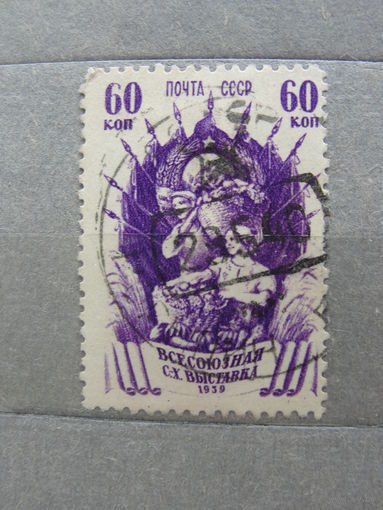 ПОЧТА СССР
60 60
КОП КОП
ВСЕСОЮЗНАЯ
С-Х. ВЫСТАВКА
1939